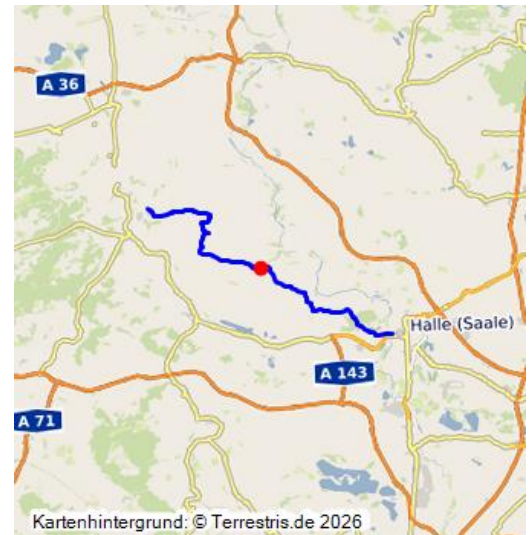 A 36
Halle (Saale)
A 143
A 71
Kartenhintergrund: © Terrestris.de 2026